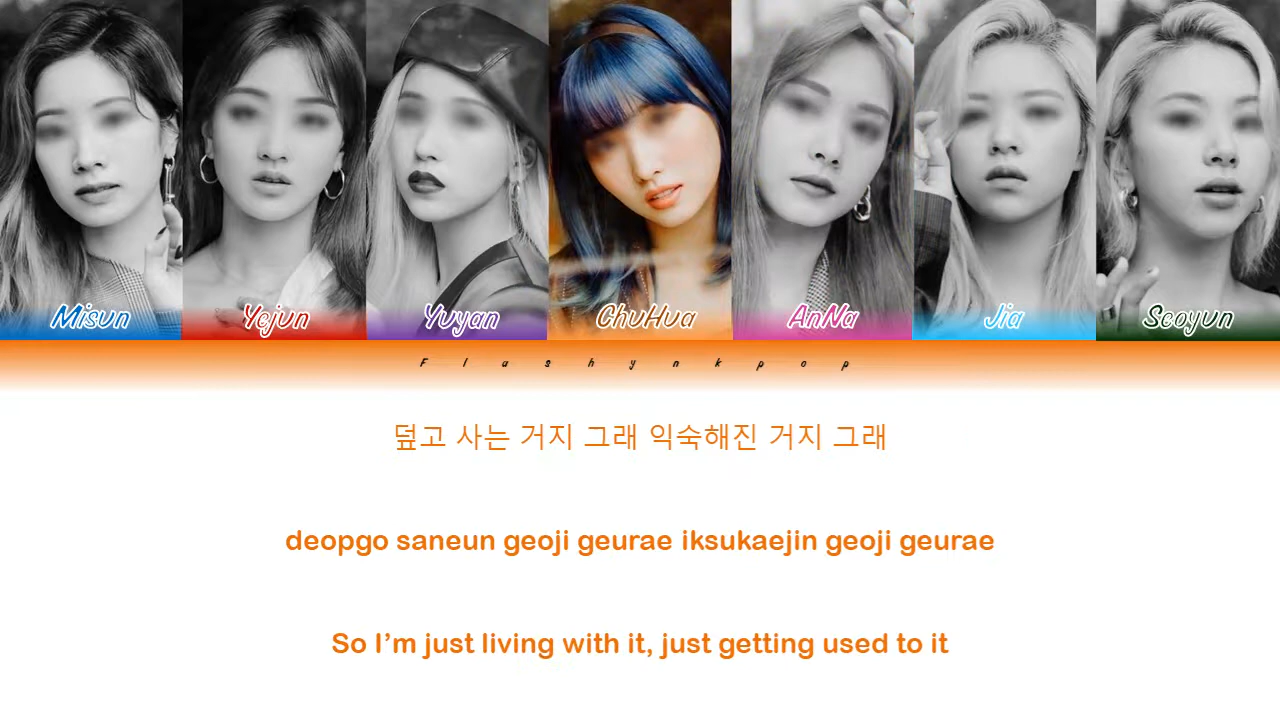 Misun Yejun Yuyan ChuHua AnNa Jia Seoyun
Flashynkpop
덮고 사는 거지 그래 익숙해진 거지 그래
deopgo saneun geoji geurae iksukaejin geoji geurae
So I’m just living with it, just getting used to it